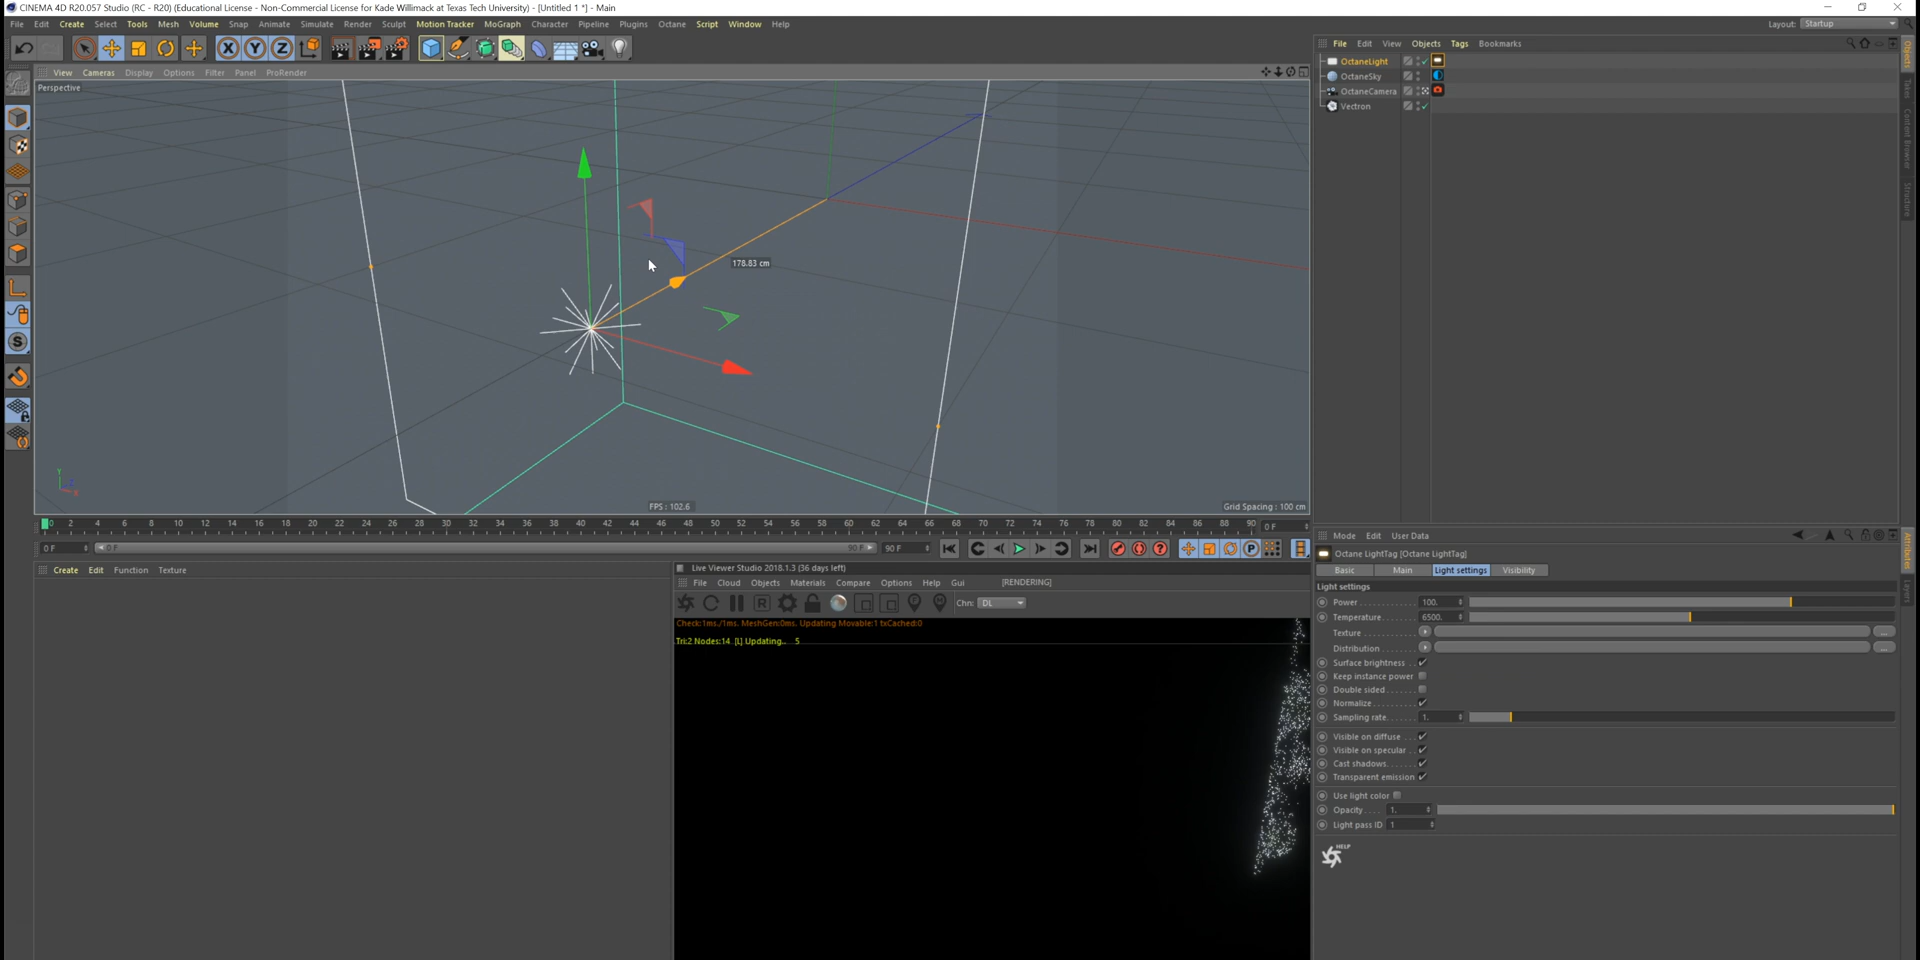 CINEMA 4D R20.057 Studio (RC - R20) (Educational License - Non-Commercial License for Kade Willimack at Texas Tech University) - [Untitled 1 *] - Main
File Edit Create Select Tools Mesh Volume Snap Animate Simulate Render Sculpt Motion Tracker MoGraph Character Pipeline Plugins Octane Script Window Help
Layout: Startup
X Y Z
File Edit View Objects Tags Bookmarks
View Cameras Display Options Filter Panel ProRender
Perspective
OctaneLight
OctaneSky
OctaneCamera
Vectron
Objects
Takes
Content Browser
Structure
178.83 cm
Y
FPS : 102.6
Grid Spacing : 100 cm
0 2 4 6 8 10 12 14 16 18 20 22 24 26 28 30 32 34 36 38 40 42 44 46 48 50 52 54 56 58 60 62 64 66 68 70 72 74 76 78 80 82 84 86 88 90 0 F
0 F 0 F 90 F 90 F
Create Edit Function Texture
Live Viewer Studio 2018.1.3 (36 days left)
File Cloud Objects Materials Compare Options Help Gui [RENDERING]
Chn: DL
Check:1ms./1ms. MeshGen:0ms. Updating Movable:1 txCached:0
Tri:2 Nodes:14 [L] Updating.. 5
Mode Edit User Data
Octane LightTag [Octane LightTag]
Basic Main Light settings Visibility
Light settings
Power 100.
Temperature 6500.
Texture ...
Distribution ...
Surface brightness
Keep instance power
Double sided
Normalize
Sampling rate 1.
Visible on diffuse
Visible on specular
Cast shadows
Transparent emission
Use light color
Opacity 1.
Light pass ID 1
HELP
Attributes
Layers